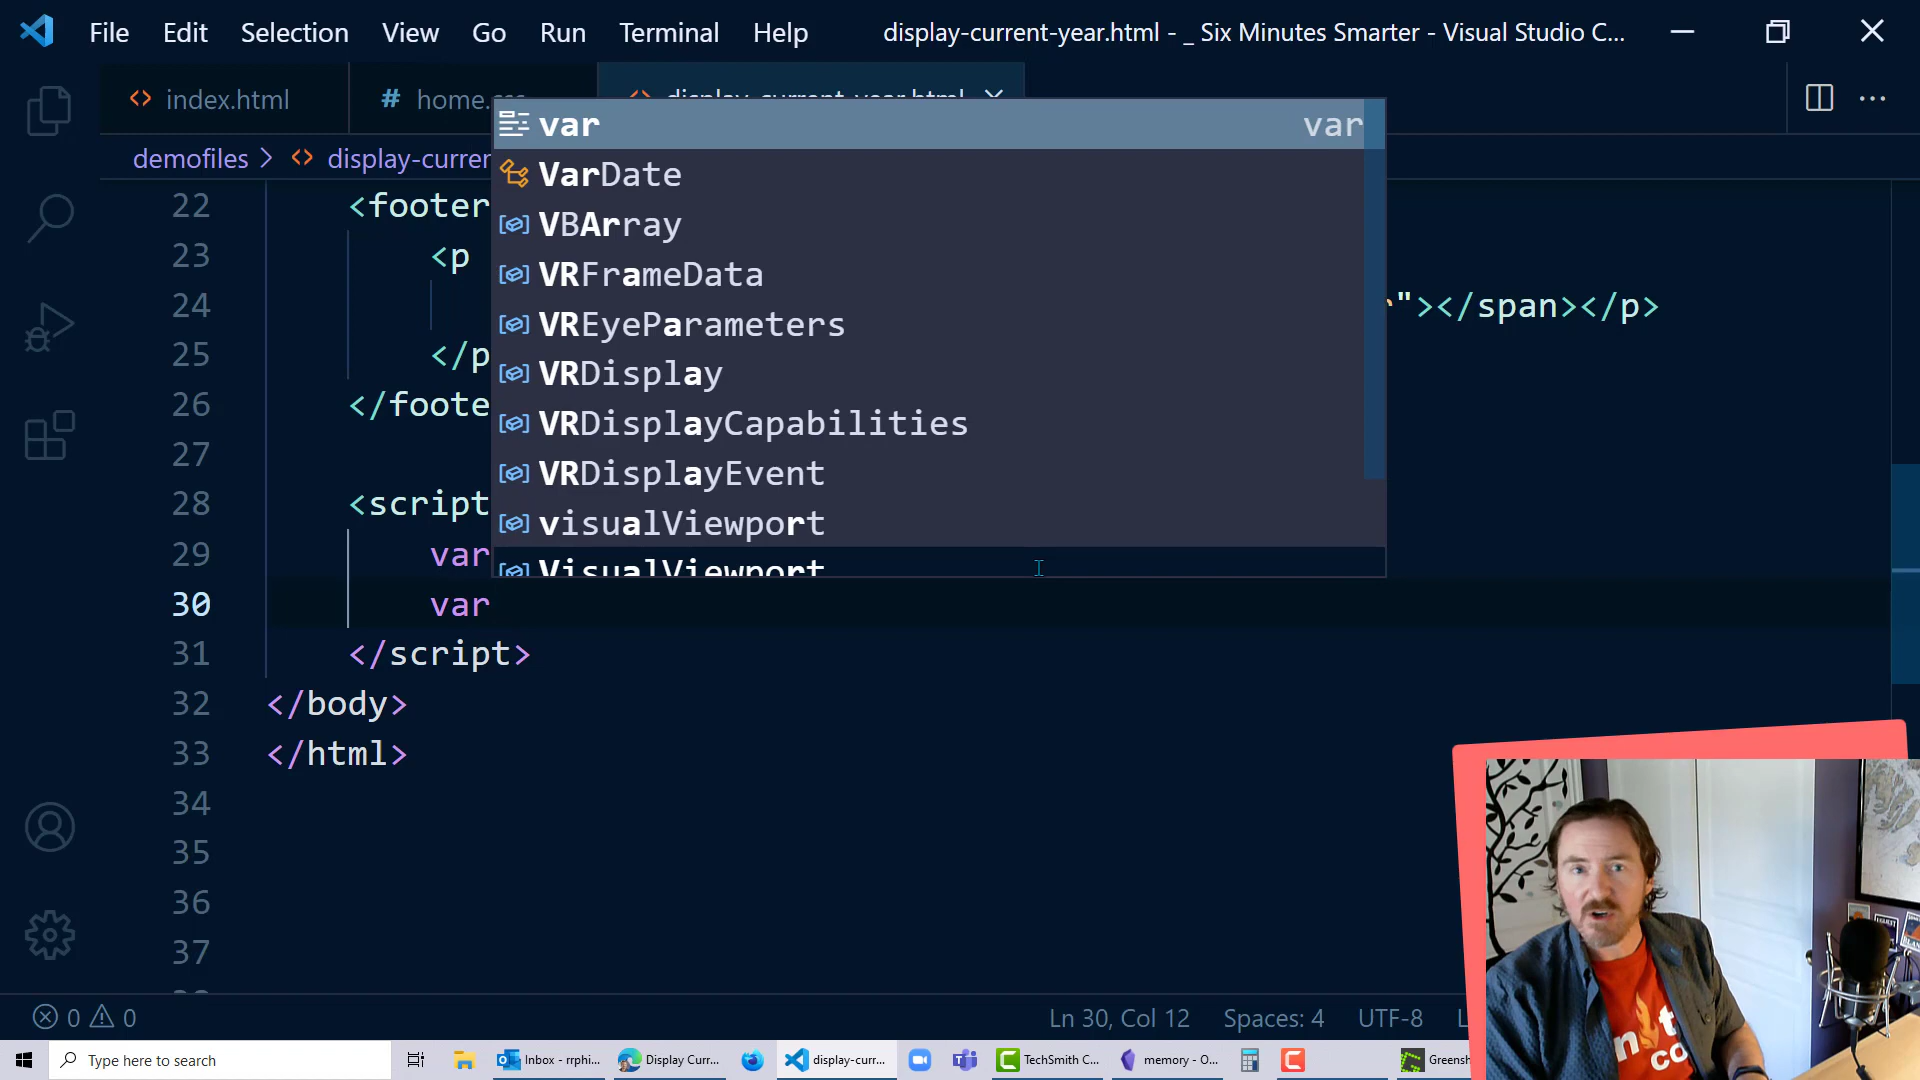 File Edit Selection View Go Run Terminal Help display-current-year.html - _ Six Minutes Smarter - Visual Studio C...
index.html # home.css display-current-year.html
demofiles > display-curren
22 <footer
23 <p
24 "></span></p>
25 </p
26 </foote
27
28 <script
29 var
30 var
31 </script>
32 </body>
33 </html>
34
35
36
37
38
var var
VarDate
VBArray
VRFrameData
VREyeParameters
VRDisplay
VRDisplayCapabilities
VRDisplayEvent
visualViewport
VisualViewport
0 0 Ln 30, Col 12 Spaces: 4 UTF-8
Type here to search Inbox - rrphi... Display Curr... display-curr... TechSmith C... memory - O... Greensh